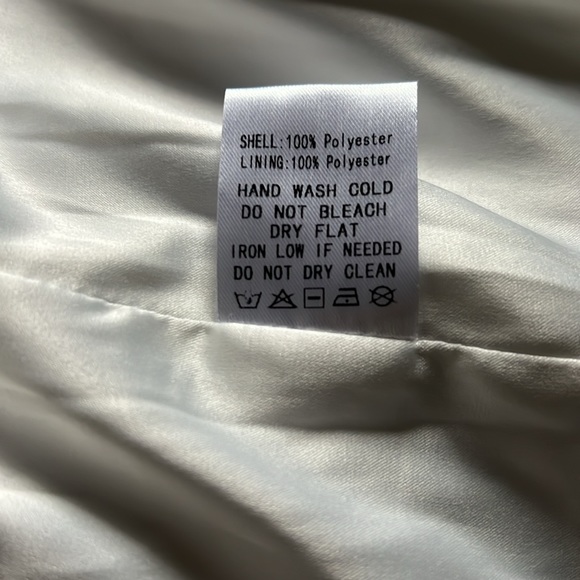 SHELL:100% Polyester
LINING:100% Polyester
HAND WASH COLD
DO NOT BLEACH
DRY FLAT
IRON LOW IF NEEDED
DO NOT DRY CLEAN